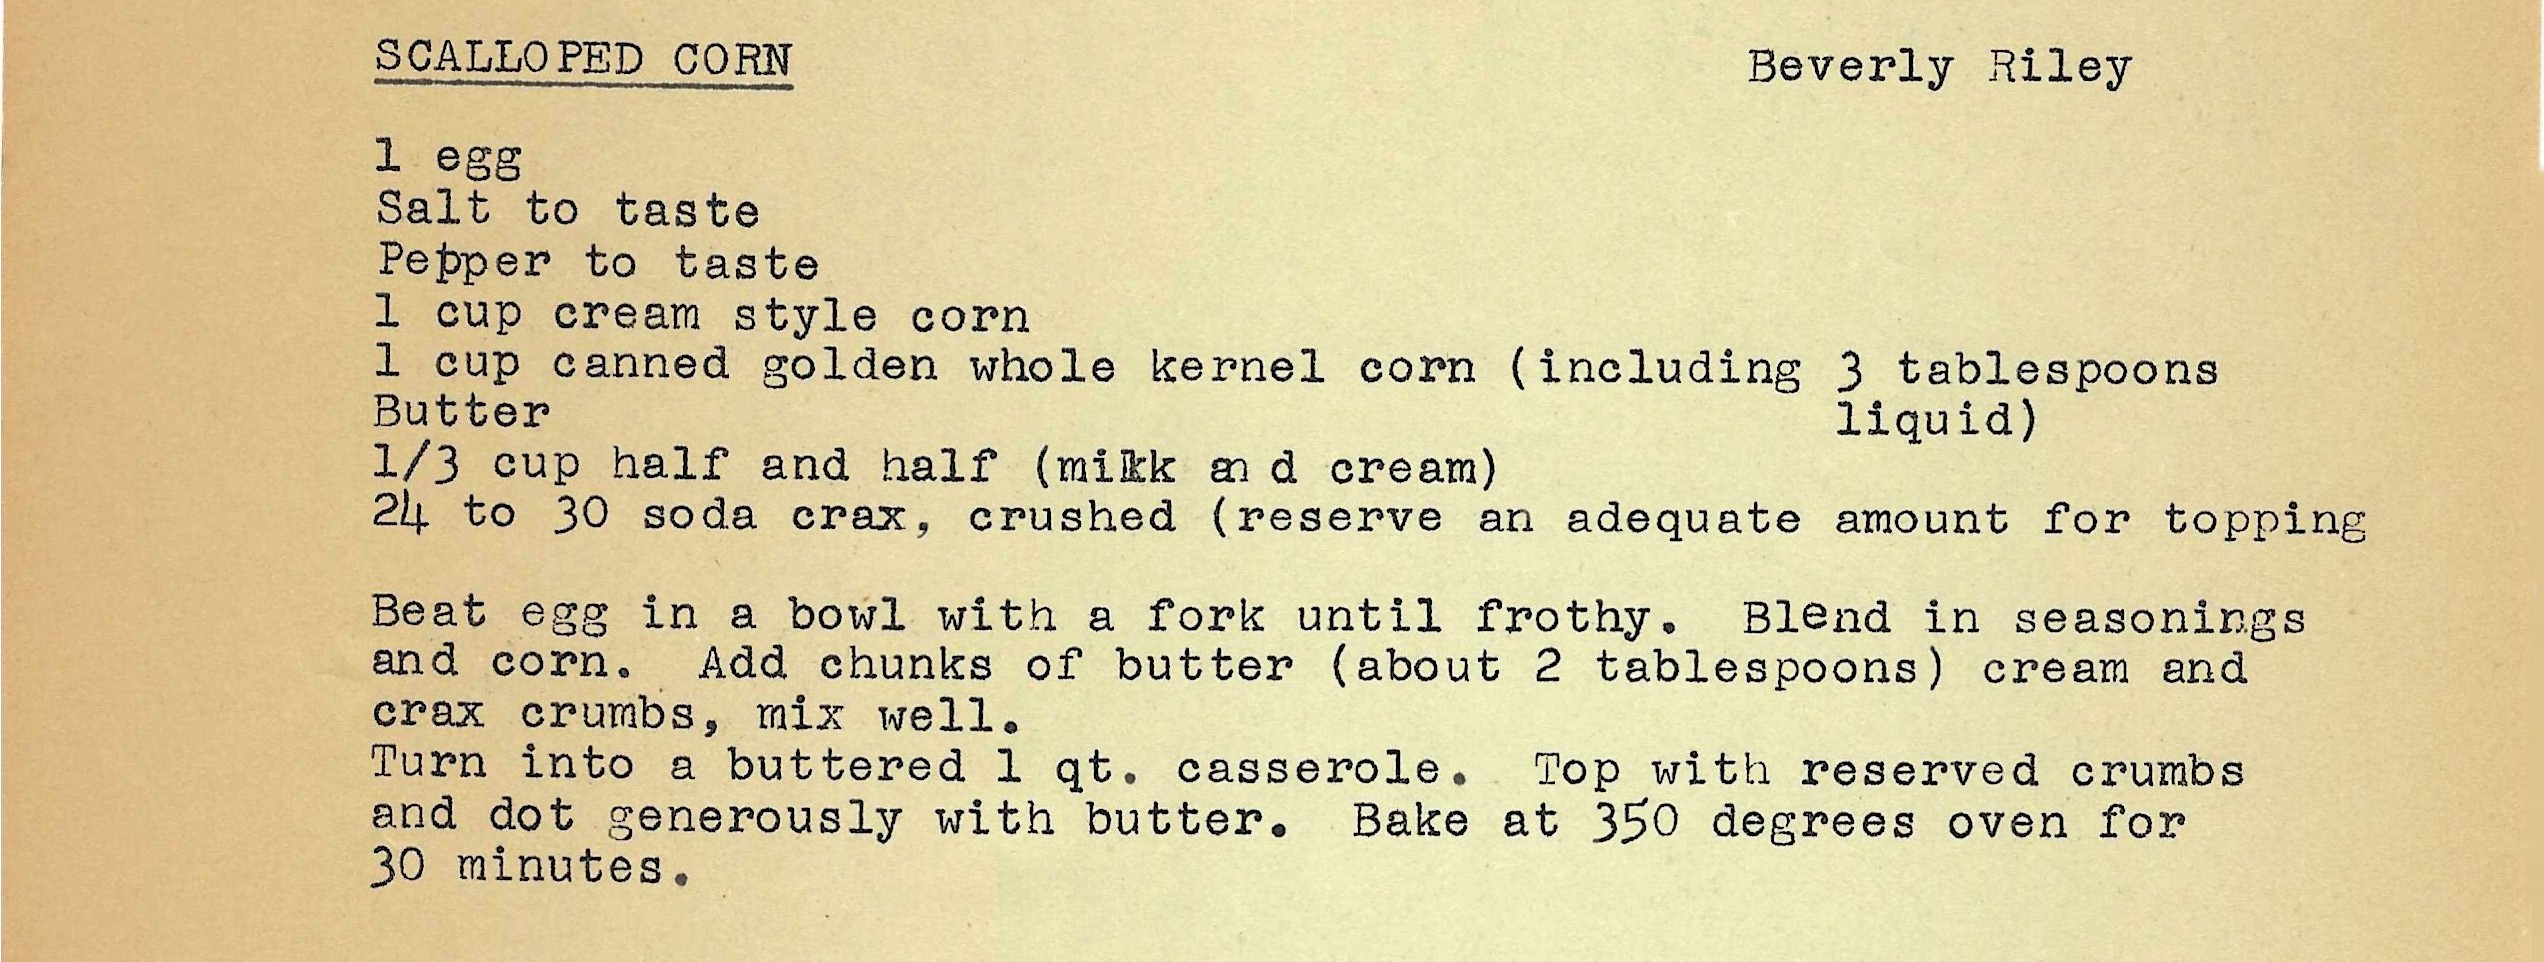 SCALLOPED CORN Beverly Riley
1 egg
Salt to taste
Pepper to taste
1 cup cream style corn
1 cup canned golden whole kernel corn (including 3 tablespoons
Butter liquid)
1/3 cup half and half (milk and cream)
24 to 30 soda crax, crushed (reserve an adequate amount for topping
Beat egg in a bowl with a fork until frothy. Blend in seasonings
and corn. Add chunks of butter (about 2 tablespoons) cream and
crax crumbs, mix well.
Turn into a buttered 1 qt. casserole. Top with reserved crumbs
and dot generously with butter. Bake at 350 degrees oven for
30 minutes.